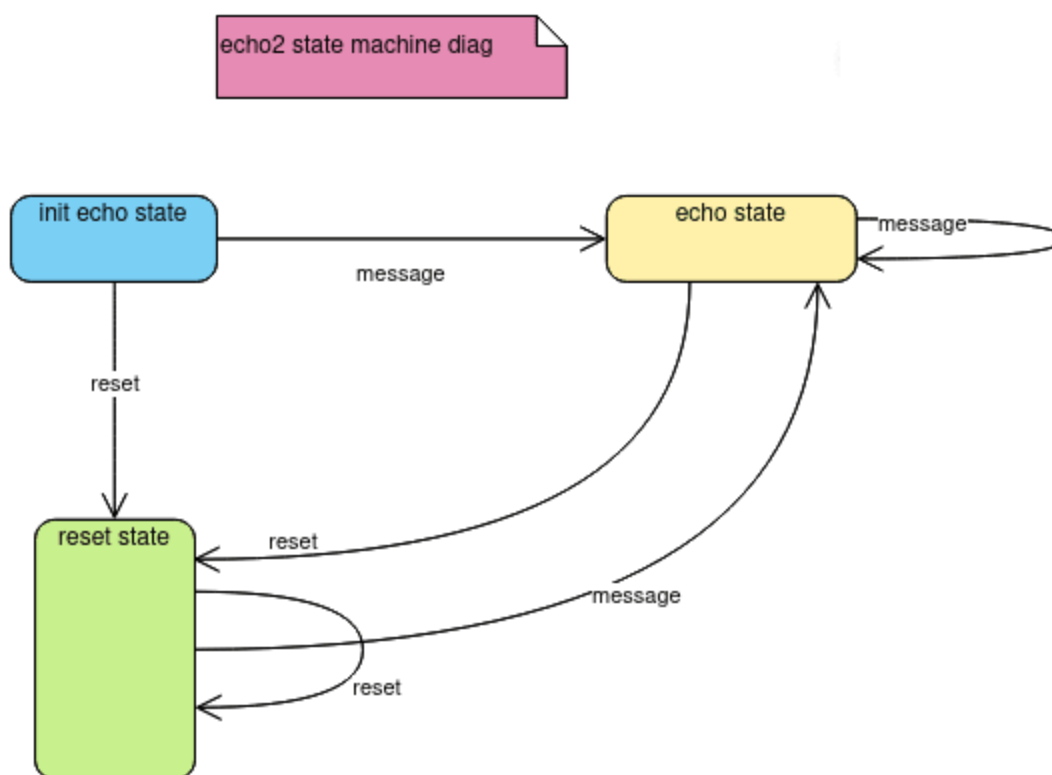 echo2 state machine diag
init echo state
echo state
message
message
reset
reset state
reset
message
reset